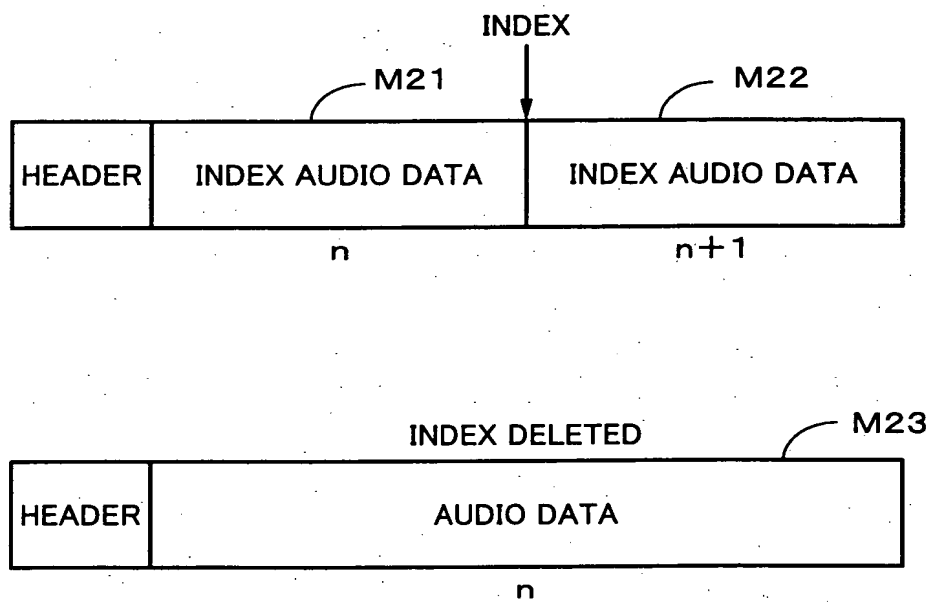 INDEX
M21
M22
HEADER
INDEX AUDIO DATA
INDEX AUDIO DATA
n
n+1
INDEX DELETED
M23
HEADER
AUDIO DATA
n